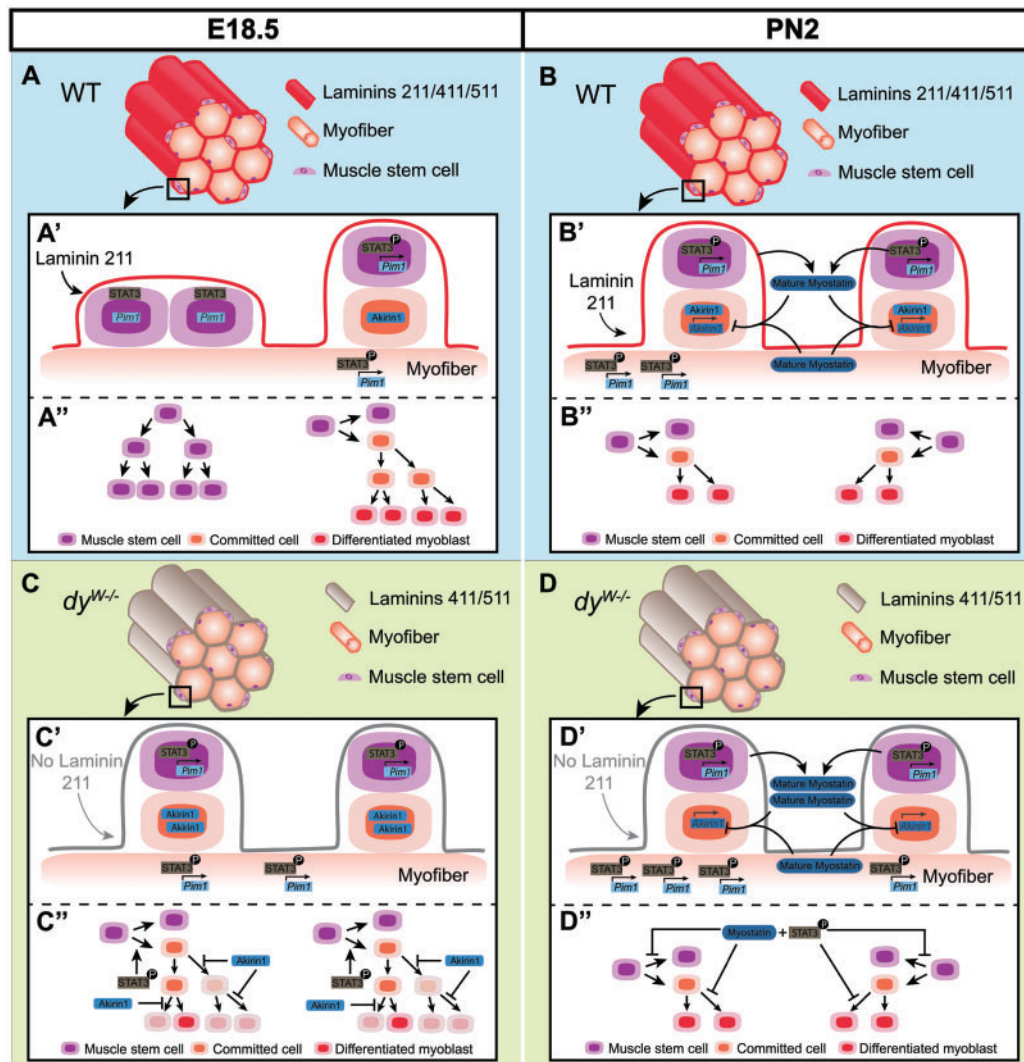 E18.5
PN2
A
WT
Laminins 211/411/511
Myofiber
Muscle stem cell
A'
Laminin 211
STAT3
Pim1
STAT3
Pim1
STAT3 P
Pim1
Akirin1
STAT3 P
Pim1
Myofiber
A''
Muscle stem cell
Committed cell
Differentiated myoblast
B
WT
Laminins 211/411/511
Myofiber
Muscle stem cell
B'
Laminin
211
STAT3 P
Pim1
STAT3 P
Pim1
Mature Myostatin
Akirin1
Akirin1
Akirin1
Akirin1
Mature Myostatin
STAT3 P
Pim1
STAT3 P
Pim1
Myofiber
B''
Muscle stem cell
Committed cell
Differentiated myoblast
C
dyW-/-
Laminins 411/511
Myofiber
Muscle stem cell
C'
No Laminin
211
STAT3 P
Pim1
STAT3 P
Pim1
Akirin1
Akirin1
Akirin1
Akirin1
STAT3 P
Pim1
STAT3 P
Pim1
Myofiber
C''
Akirin1
STAT3 P
Akirin1
Akirin1
STAT3 P
Akirin1
Muscle stem cell
Committed cell
Differentiated myoblast
D
dyW-/-
Laminins 411/511
Myofiber
Muscle stem cell
D'
No Laminin
211
STAT3 P
Pim1
STAT3 P
Pim1
Mature Myostatin
Mature Myostatin
Akirin1
Akirin1
Mature Myostatin
STAT3 P
Pim1
STAT3 P
Pim1
STAT3 P
Pim1
STAT3 P
Pim1
Myofiber
D''
Myostatin + STAT3 P
Muscle stem cell
Committed cell
Differentiated myoblast